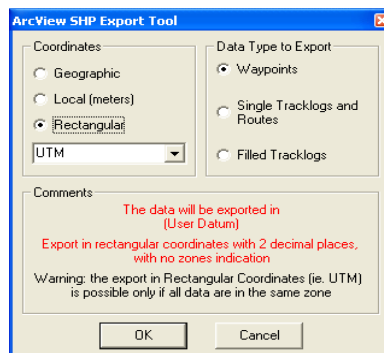 ArcView SHP Export Tool
Coordinates
Geographic
Local (meters)
Rectangular
UTM
Data Type to Export
Waypoints
Single Tracklogs and
Routes
Filled Tracklogs
Comments
The data will be exported in
(User Datum)
Export in rectangular coordinates with 2 decimal places,
with no zones indication
Warning: the export in Rectangular Coordinates (ie. UTM)
is possible only if all data are in the same zone
OK
Cancel